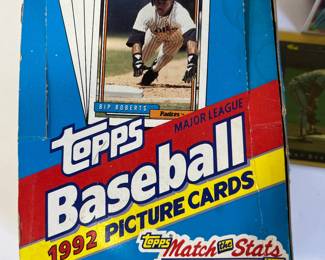 BIP ROBERTS
Padres
MAJOR LEAGUE
TOPPS
Baseball
1992 PICTURE CARDS
TOPPS Match the Stats